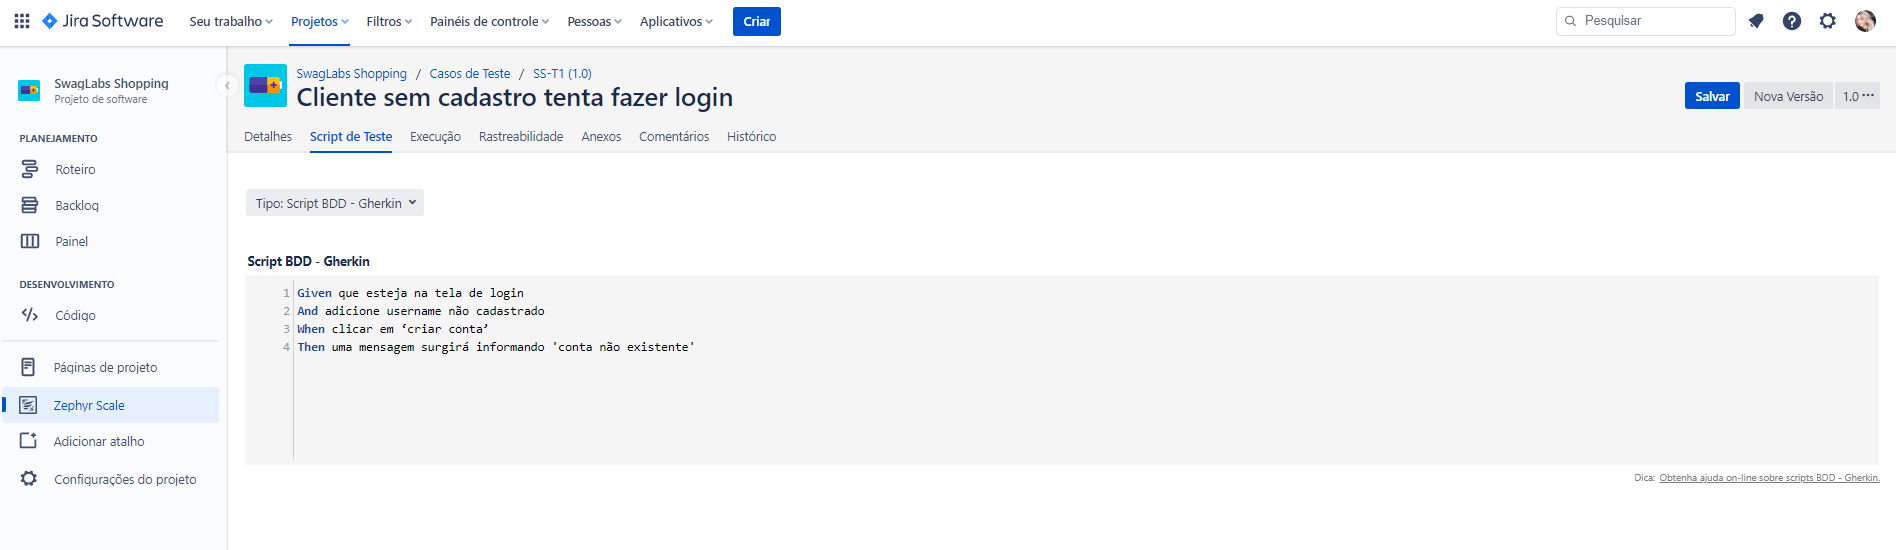 Jira Software Seu trabalho Projetos Filtros Painéis de controle Pessoas Aplicativos Criar Pesquisar
SwagLabs Shopping
Projeto de software
PLANEJAMENTO
Roteiro
Backlog
Painel
DESENVOLVIMENTO
Código
Páginas de projeto
Zephyr Scale
Adicionar atalho
Configurações do projeto
SwagLabs Shopping / Casos de Teste / SS-T1 (1.0)
Cliente sem cadastro tenta fazer login
Salvar Nova Versão 1.0 ···
Detalhes Script de Teste Execução Rastreabilidade Anexos Comentários Histórico
Tipo: Script BDD - Gherkin
Script BDD - Gherkin
1 Given que esteja na tela de login
2 And adicione username não cadastrado
3 When clicar em ‘criar conta’
4 Then uma mensagem surgirá informando 'conta não existente'
Dica: Obtenha ajuda on-line sobre scripts BDD - Gherkin.